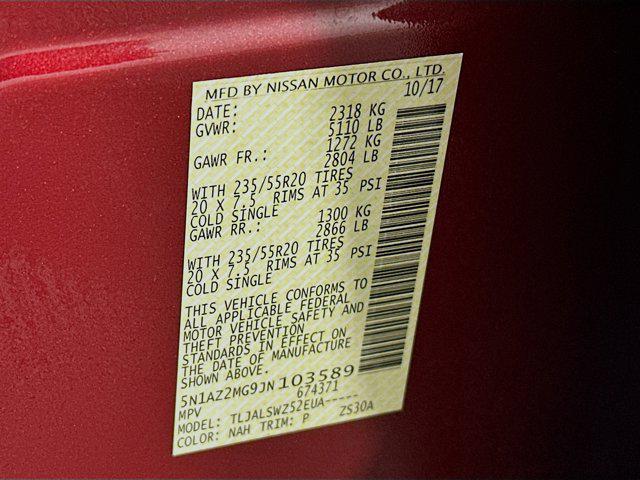 MFD BY NISSAN MOTOR CO., LTD.
DATE: 10/17
GVWR: 2318 KG
5110 LB
GAWR FR.: 1272 KG
2804 LB
WITH 235/55R20 TIRES
20 X 7.5 RIMS AT 35 PSI
COLD SINGLE
GAWR RR.: 1300 KG
2866 LB
WITH 235/55R20 TIRES
20 X 7.5 RIMS AT 35 PSI
COLD SINGLE
THIS VEHICLE CONFORMS TO
ALL APPLICABLE FEDERAL
MOTOR VEHICLE SAFETY AND
THEFT PREVENTION
STANDARDS IN EFFECT ON
THE DATE OF MANUFACTURE
SHOWN ABOVE.
5N1AZ2MG9JN103589
MPV 674371
MODEL: TLJALSWZ52EUA-----
COLOR: NAH TRIM: P ZS30A